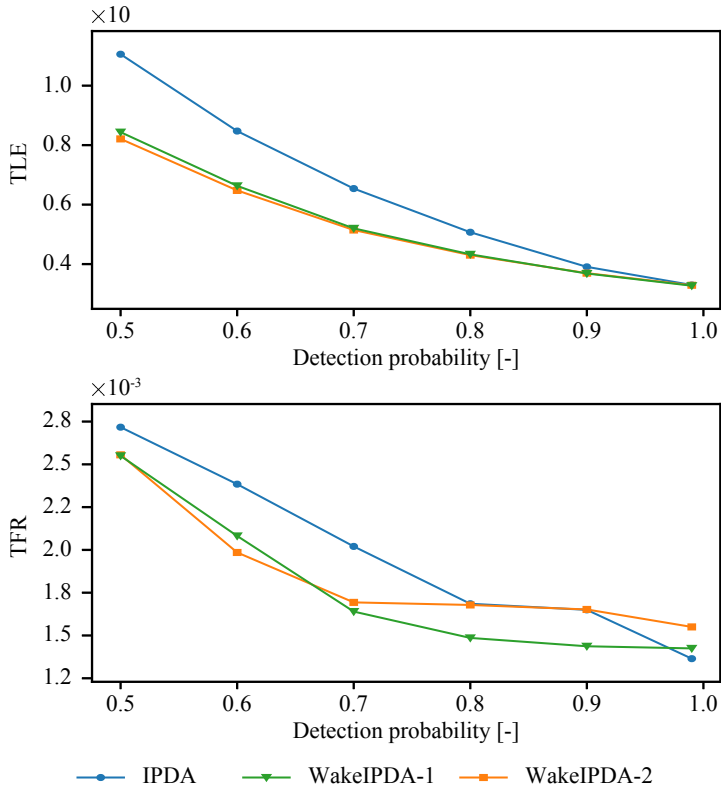 ×10
1.0
0.8
0.6
0.4
TLE
0.5 0.6 0.7 0.8 0.9 1.0
Detection probability [-]
×10⁻³
2.8
2.5
2.2
2.0
1.8
1.5
1.2
TFR
0.5 0.6 0.7 0.8 0.9 1.0
Detection probability [-]
IPDA WakeIPDA-1 WakeIPDA-2